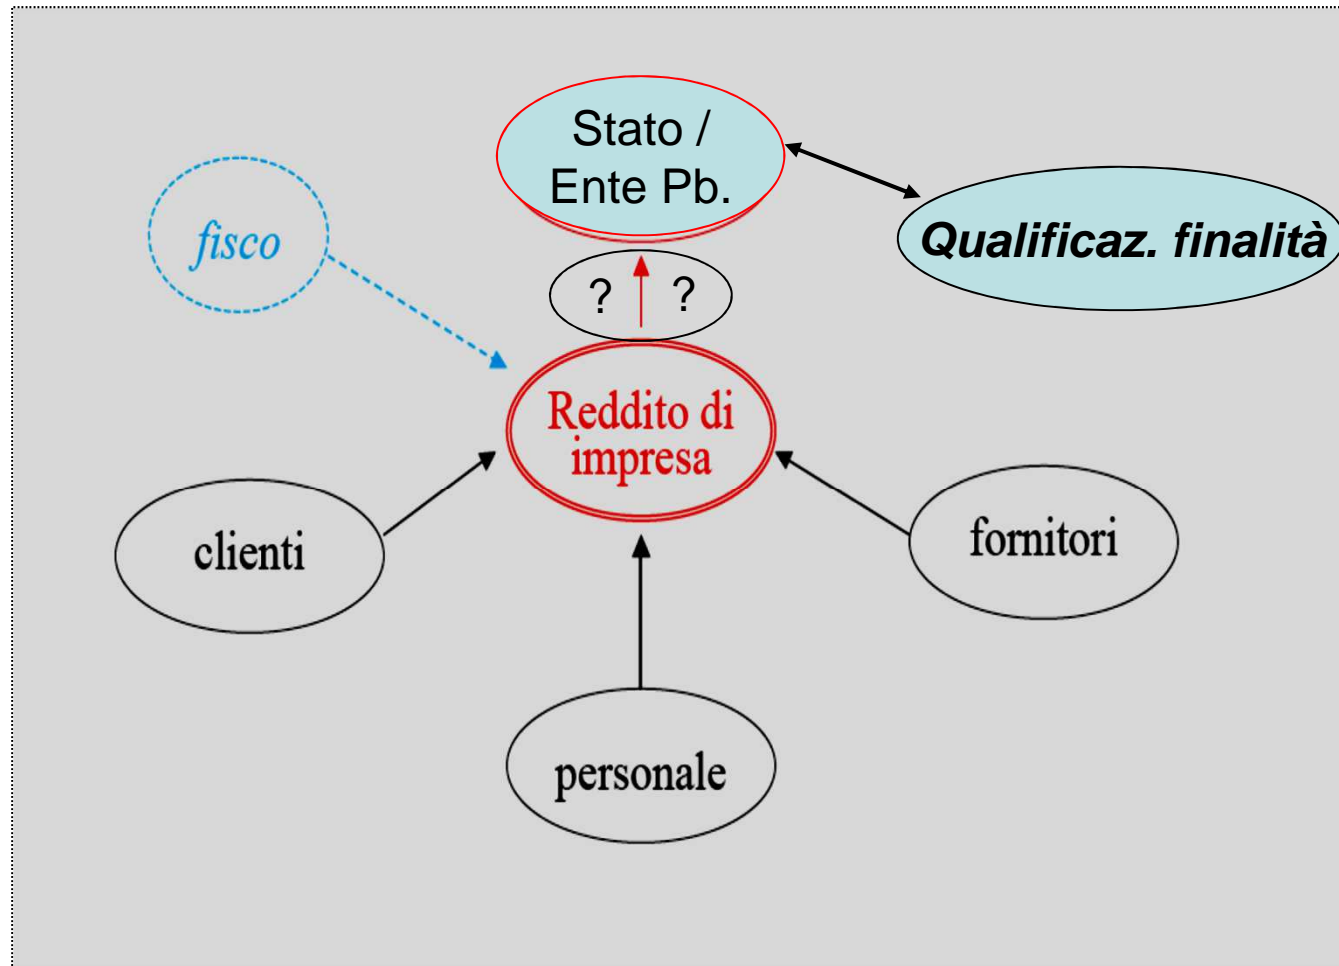 Stato /
Ente Pb.
fisco
Qualificaz. finalità
? ?
Reddito di
impresa
clienti
fornitori
personale